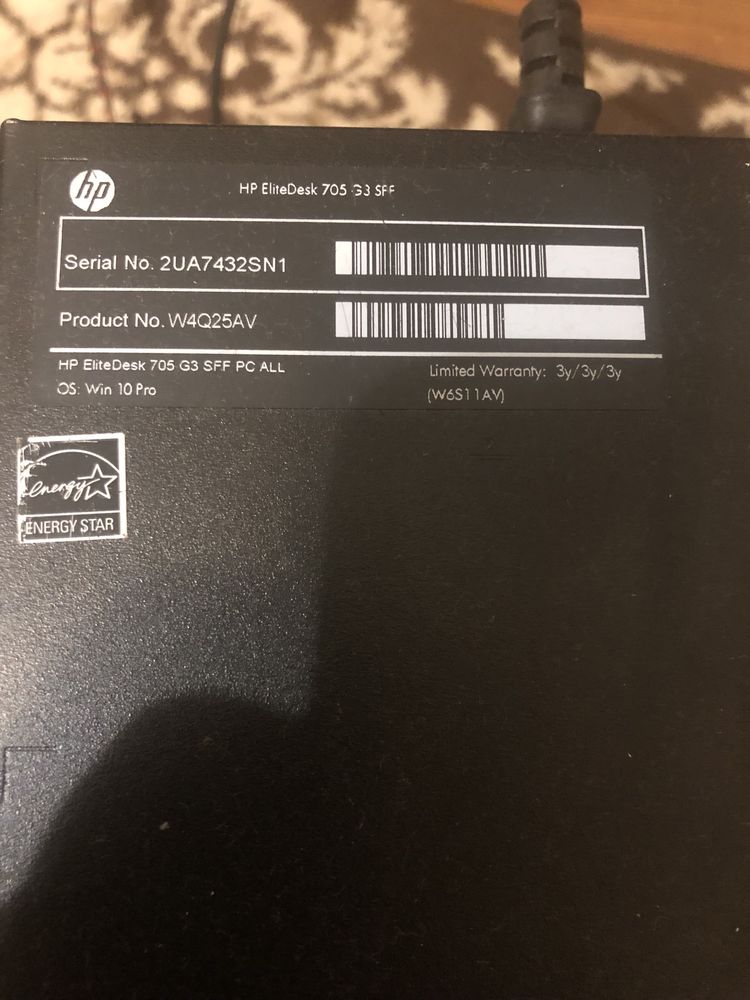 hp
HP EliteDesk 705 G3 SFF
Serial No. 2UA7432SN1
Product No. W4Q25AV
HP EliteDesk 705 G3 SFF PC ALL
OS: Win 10 Pro
Limited Warranty: 3y/3y/3y
(W6S11AV)
energy
ENERGY STAR